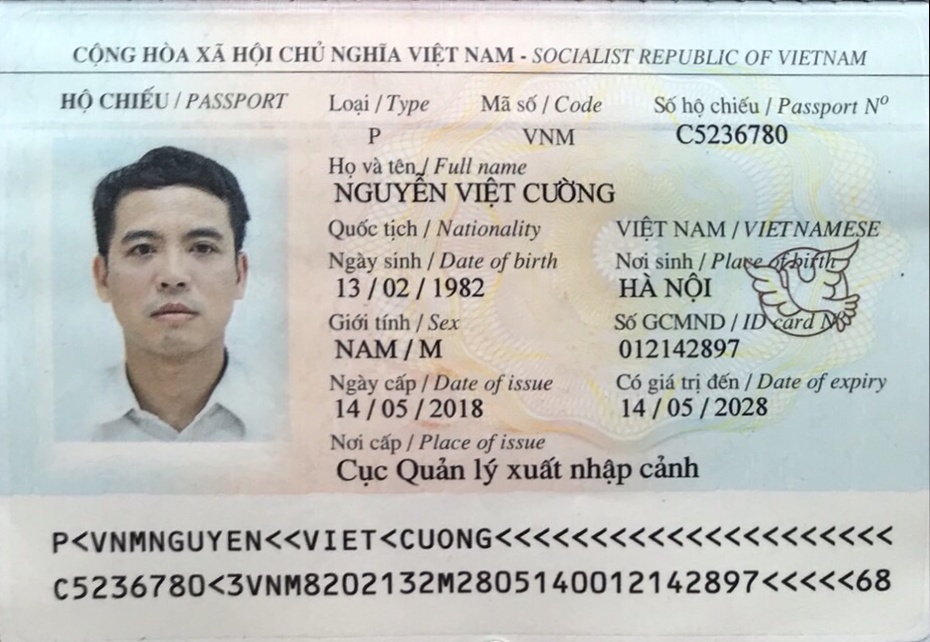 CỘNG HÒA XÃ HỘI CHỦ NGHĨA VIỆT NAM - SOCIALIST REPUBLIC OF VIETNAM
HỘ CHIẾU / PASSPORT
Loại / Type Mã số / Code Số hộ chiếu / Passport Nº
P VNM C5236780
Họ và tên / Full name
NGUYỄN VIỆT CƯỜNG
Quốc tịch / Nationality VIỆT NAM / VIETNAMESE
Ngày sinh / Date of birth Nơi sinh / Place of birth
13 / 02 / 1982 HÀ NỘI
Giới tính / Sex Số GCMND / ID card Nº
NAM / M 012142897
Ngày cấp / Date of issue Có giá trị đến / Date of expiry
14 / 05 / 2018 14 / 05 / 2028
Nơi cấp / Place of issue
Cục Quản lý xuất nhập cảnh
P<VNMNGUYEN<<VIET<CUONG<<<<<<<<<<<<<<<<<<<<<
C5236780<3VNM8202132M2805140012142897<<<<<68